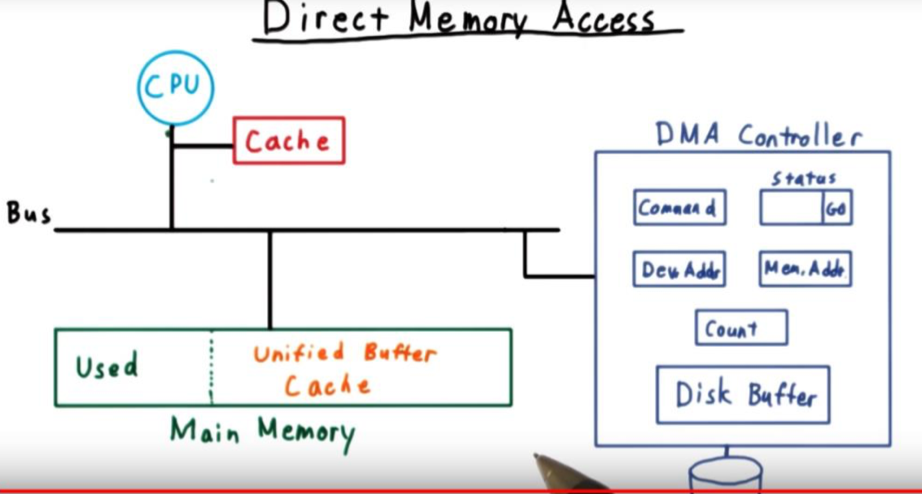 Direct Memory Access
CPU
Cache
Bus
DMA Controller
Status
Command
GO
Dev. Addr
Mem. Addr.
Count
Disk Buffer
Used
Unified Buffer
Cache
Main Memory